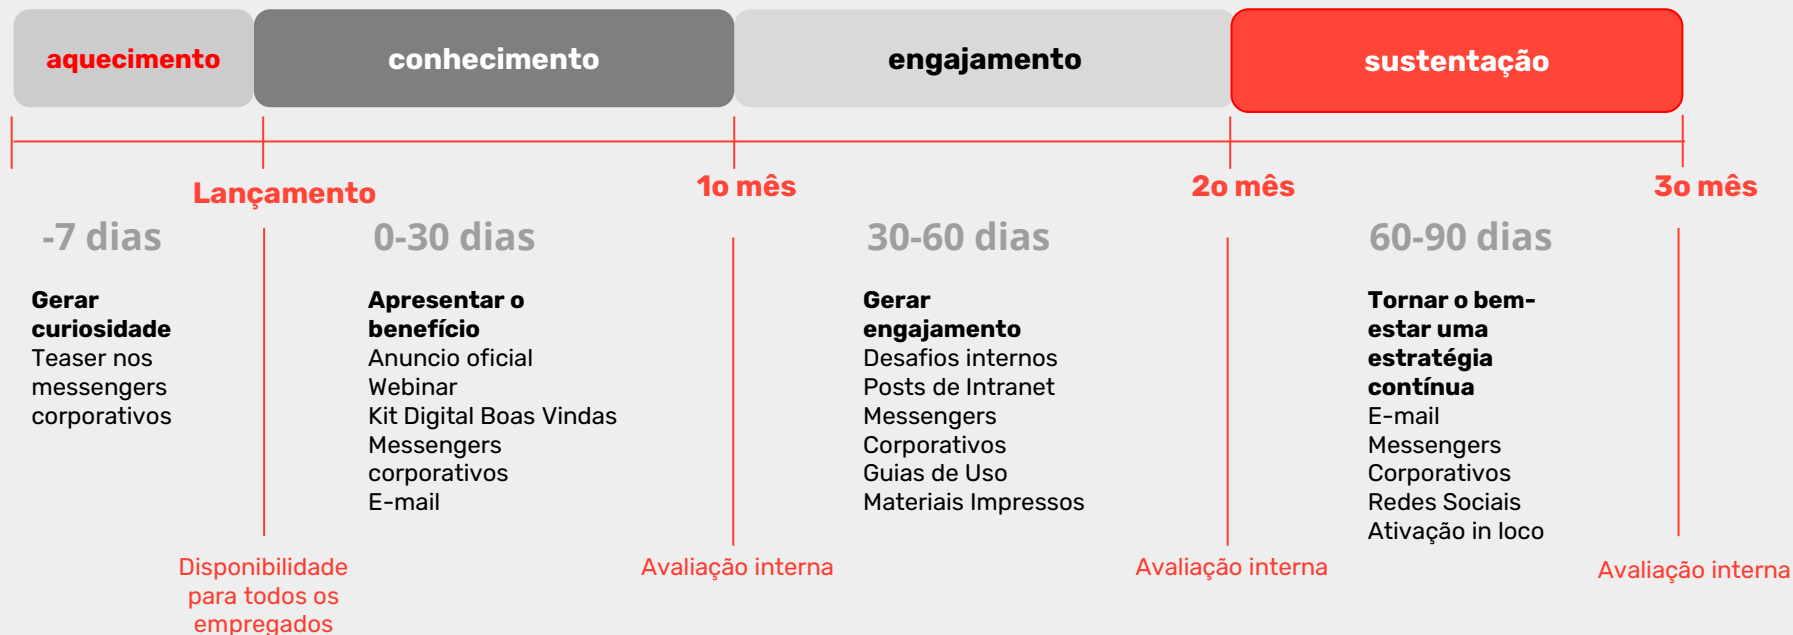 aquecimento
conhecimento
engajamento
sustentação
Lançamento
1o mês
2o mês
3o mês
-7 dias
0-30 dias
30-60 dias
60-90 dias
Gerar
curiosidade
Teaser nos
messengers
corporativos
Apresentar o
benefício
Anuncio oficial
Webinar
Kit Digital Boas Vindas
Messengers
corporativos
E-mail
Gerar
engajamento
Desafios internos
Posts de Intranet
Messengers
Corporativos
Guias de Uso
Materiais Impressos
Tornar o bem-
estar uma
estratégia
contínua
E-mail
Messengers
Corporativos
Redes Sociais
Ativação in loco
Disponibilidade
para todos os
empregados
Avaliação interna
Avaliação interna
Avaliação interna